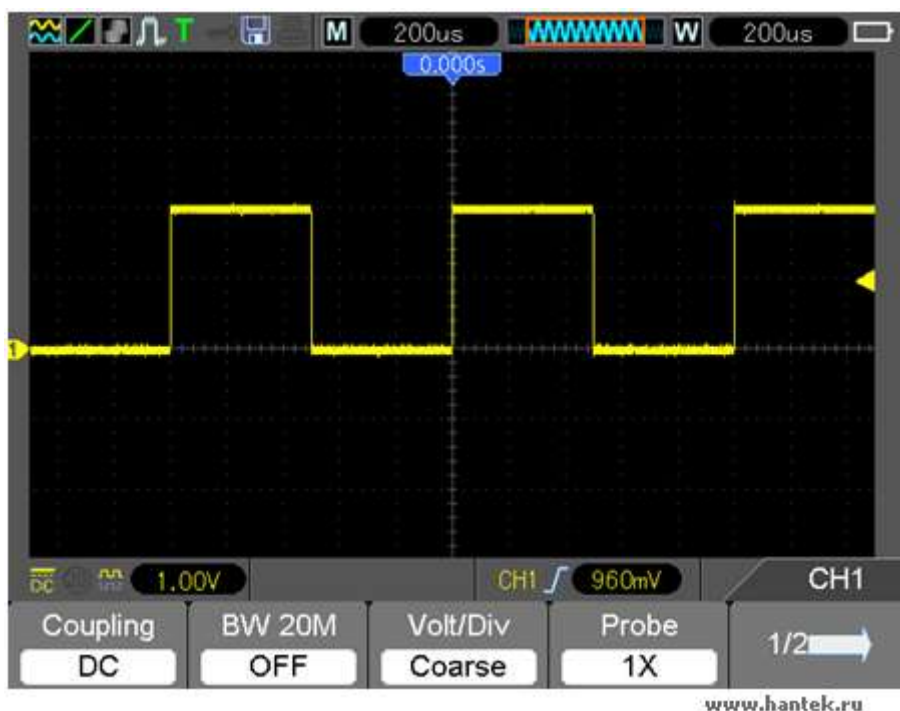 T M 200us W 200us
0.000s
1
DC 1.00V CH1 960mV CH1
Coupling BW 20M Volt/Div Probe 1/2
DC OFF Coarse 1X
www.hantek.ru